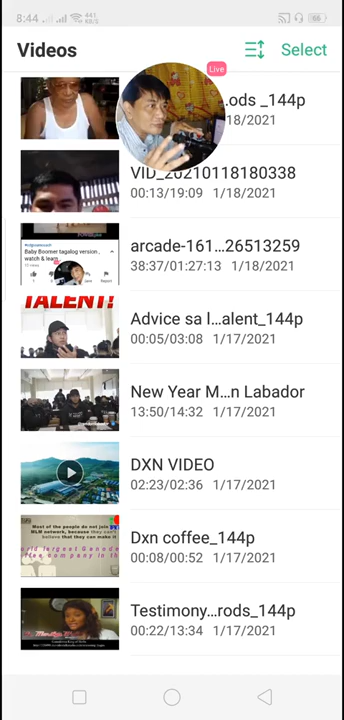 8:44
441
KB/S
66
Videos
Select
Live
...ods _144p
18/2021
VID_20210118180338
00:13/19:09 1/18/2021
Baby Boomer tagalog version..
watch & learn
arcade-161...26513259
38:37/01:27:13 1/18/2021
TALENT!
Advice sa l...alent_144p
00:05/03:08 1/17/2021
New Year M...n Labador
13:50/14:32 1/17/2021
DXN VIDEO
02:23/02:36 1/17/2021
Most of the people do not join
MLM network, because they can't
believe that they can make it
Dxn coffee_144p
00:08/00:52 1/17/2021
Testimony...rods_144p
00:22/13:34 1/17/2021